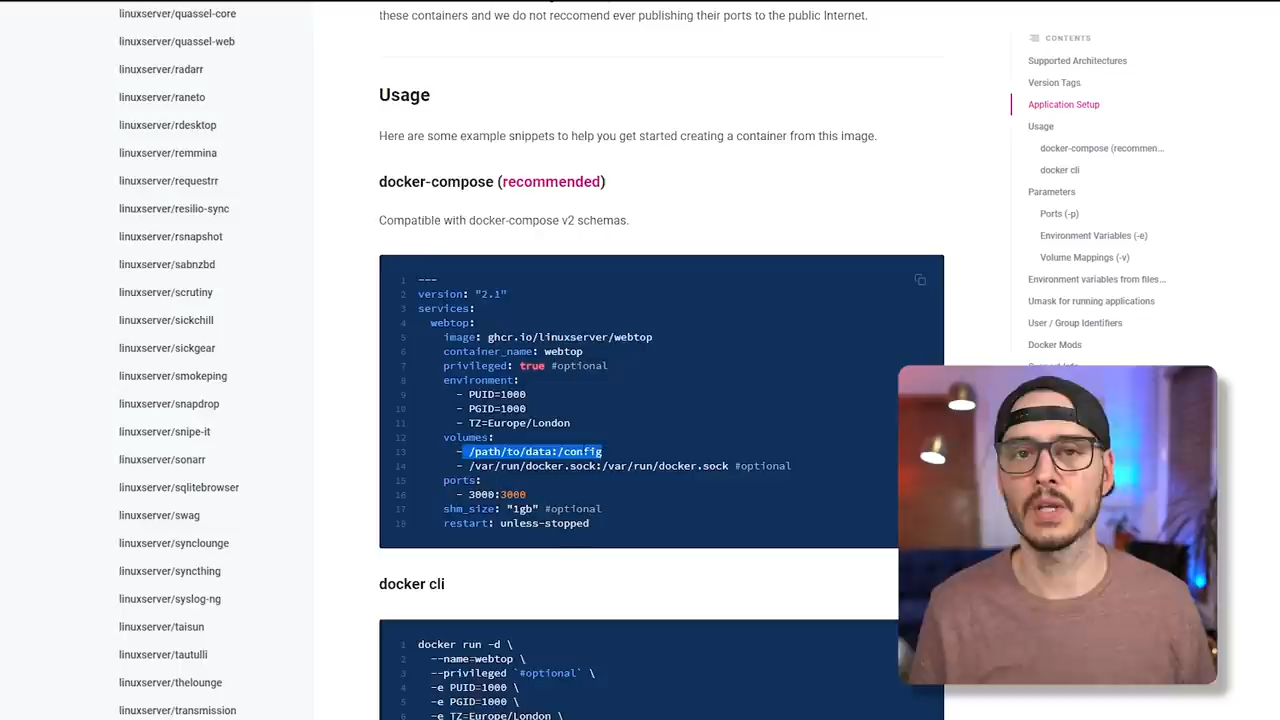 linuxserver/quassel-core
linuxserver/quassel-web
linuxserver/radarr
linuxserver/raneto
linuxserver/rdesktop
linuxserver/remmina
linuxserver/requestrr
linuxserver/resilio-sync
linuxserver/rsnapshot
linuxserver/sabnzbd
linuxserver/scrutiny
linuxserver/sickchill
linuxserver/sickgear
linuxserver/smokeping
linuxserver/snapdrop
linuxserver/snipe-it
linuxserver/sonarr
linuxserver/sqlitebrowser
linuxserver/swag
linuxserver/synclounge
linuxserver/syncthing
linuxserver/syslog-ng
linuxserver/taisun
linuxserver/tautulli
linuxserver/thelounge
linuxserver/transmission
these containers and we do not reccomend ever publishing their ports to the public Internet.
Usage
Here are some example snippets to help you get started creating a container from this image.
docker-compose (recommended)
Compatible with docker-compose v2 schemas.
1 ---
2 version: "2.1"
3 services:
4 webtop:
5 image: ghcr.io/linuxserver/webtop
6 container_name: webtop
7 privileged: true #optional
8 environment:
9 - PUID=1000
10 - PGID=1000
11 - TZ=Europe/London
12 volumes:
13 - /path/to/data:/config
14 - /var/run/docker.sock:/var/run/docker.sock #optional
15 ports:
16 - 3000:3000
17 shm_size: "1gb" #optional
18 restart: unless-stopped
docker cli
1 docker run -d \
2 --name=webtop \
3 --privileged `#optional` \
4 -e PUID=1000 \
5 -e PGID=1000 \
6 -e TZ=Europe/London \
CONTENTS
Supported Architectures
Version Tags
Application Setup
Usage
docker-compose (recommen...
docker cli
Parameters
Ports (-p)
Environment Variables (-e)
Volume Mappings (-v)
Environment variables from files...
Umask for running applications
User / Group Identifiers
Docker Mods